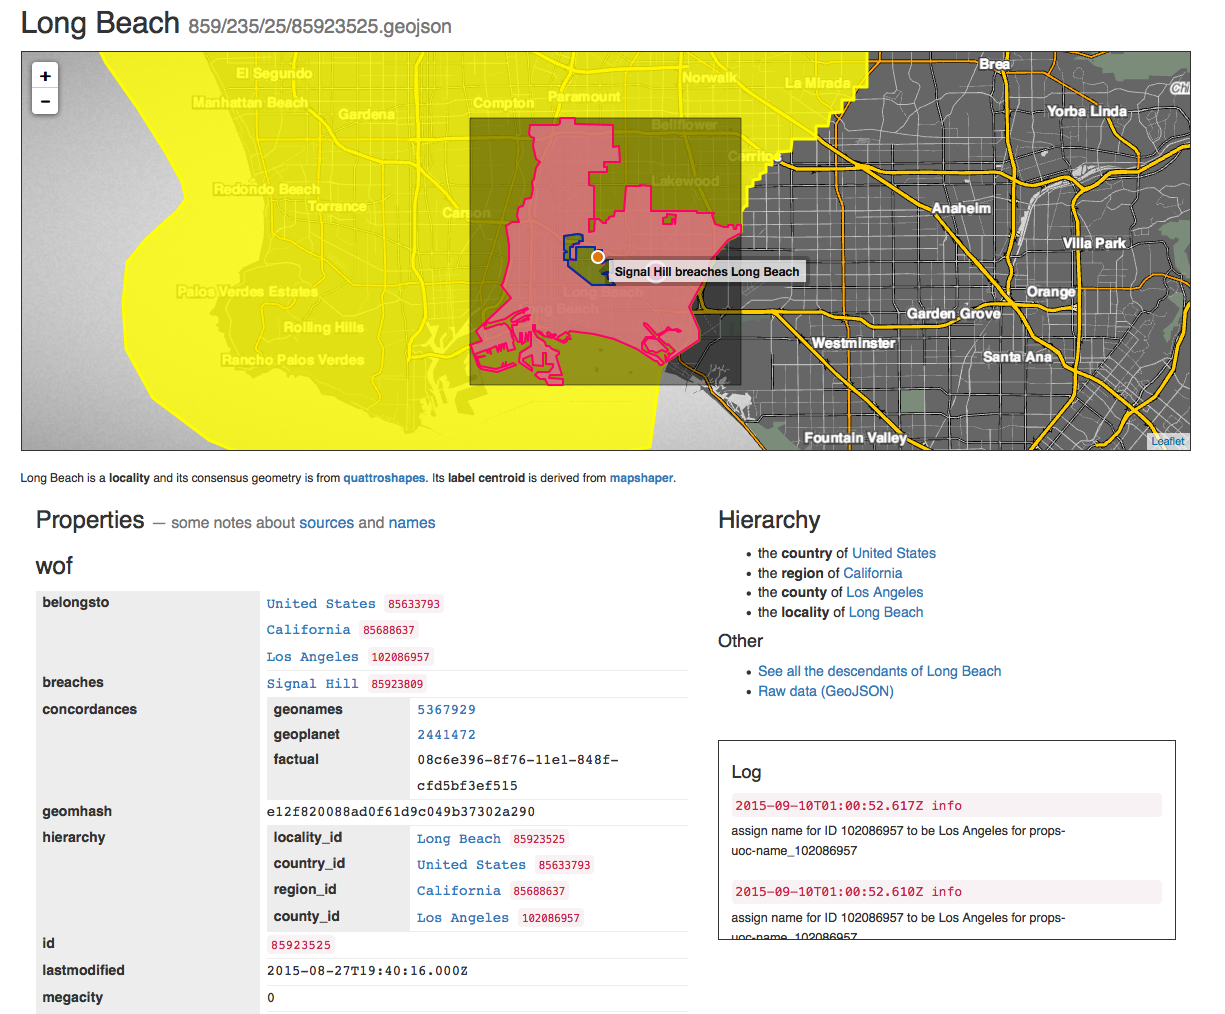 Long Beach 859/235/25/85923525.geojson
+
−
El Segundo
Norwalk
La Mirada
Brea
Manhattan Beach
Compton
Paramount
Gardena
Yorba Linda
Bellflower
Cerritos
Redondo Beach
Lakewood
Torrance
Carson
Anaheim
Villa Park
Signal Hill breaches Long Beach
Palos Verdes Estates
Orange
Long Beach
Garden Grove
Rolling Hills
Westminster
Rancho Palos Verdes
Santa Ana
Fountain Valley
Leaflet
Long Beach is a locality and its consensus geometry is from quattroshapes. Its label centroid is derived from mapshaper.
Properties — some notes about sources and names
wof
belongsto
United States 85633793
California 85688637
Los Angeles 102086957
breaches
Signal Hill 85923809
concordances
geonames 5367929
geoplanet 2441472
factual 08c6e396-8f76-11e1-848f-
cfd5bf3ef515
geomhash
e12f820088ad0f61d9c049b37302a290
hierarchy
locality_id Long Beach 85923525
country_id United States 85633793
region_id California 85688637
county_id Los Angeles 102086957
id
85923525
lastmodified
2015-08-27T19:40:16.000Z
megacity
0
Hierarchy
• the country of United States
• the region of California
• the county of Los Angeles
• the locality of Long Beach
Other
• See all the descendants of Long Beach
• Raw data (GeoJSON)
Log
2015-09-10T01:00:52.617Z info
assign name for ID 102086957 to be Los Angeles for props-
uoc-name_102086957
2015-09-10T01:00:52.610Z info
assign name for ID 102086957 to be Los Angeles for props-
uoc-name_102086957